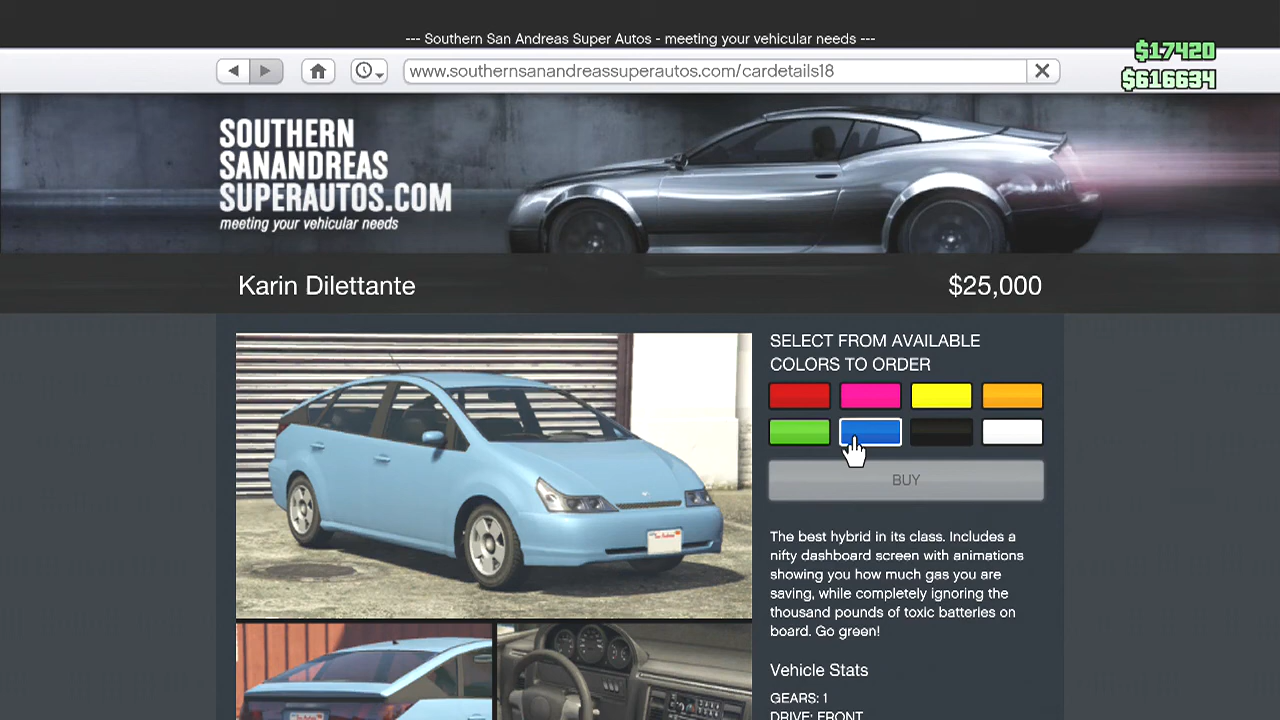 --- Southern San Andreas Super Autos - meeting your vehicular needs ---
$17420
www.southernsanandreassuperautos.com/cardetails18
$616634
SOUTHERN
SANANDREAS
SUPERAUTOS.COM
meeting your vehicular needs
Karin Dilettante
$25,000
SELECT FROM AVAILABLE
COLORS TO ORDER
BUY
The best hybrid in its class. Includes a
nifty dashboard screen with animations
showing you how much gas you are
saving, while completely ignoring the
thousand pounds of toxic batteries on
board. Go green!
Vehicle Stats
GEARS: 1
DRIVE: FRONT